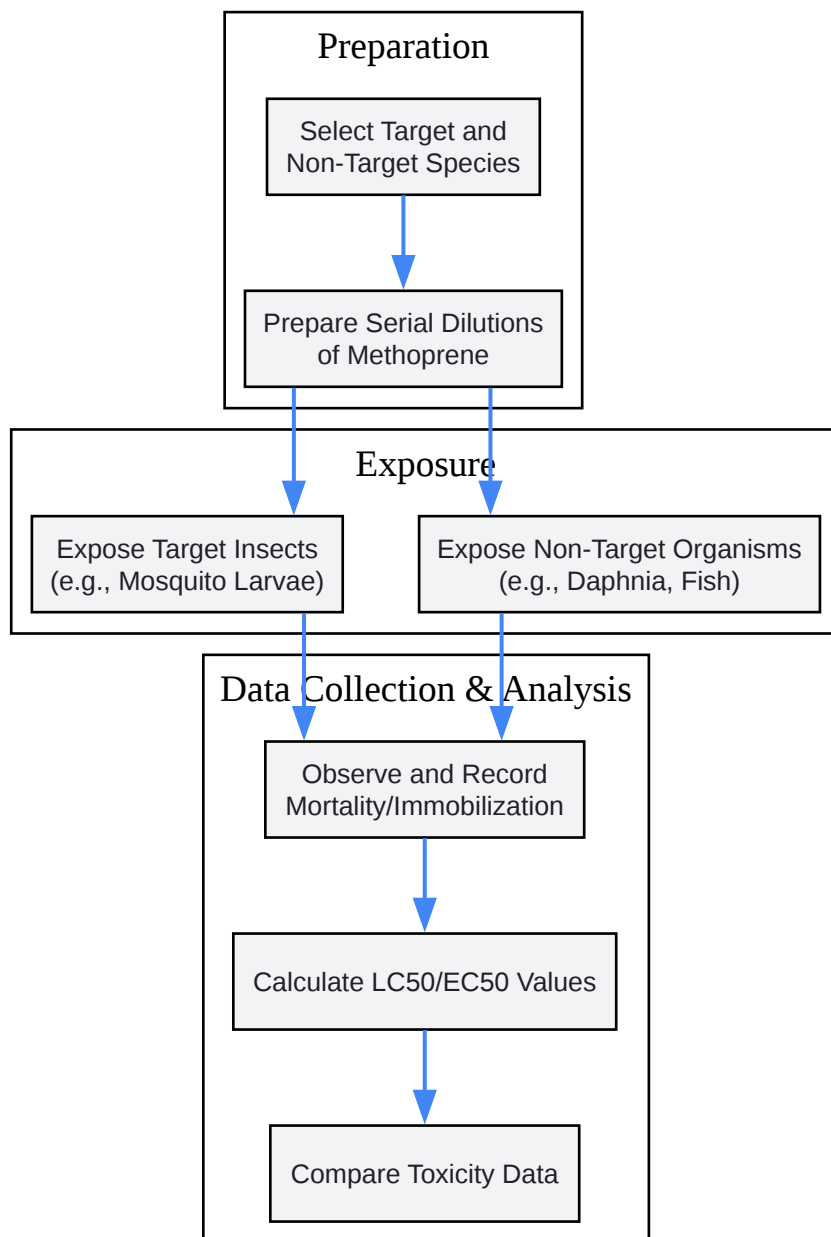 Preparation
Select Target and
Non-Target Species
Prepare Serial Dilutions
of Methoprene
Exposure
Expose Target Insects
(e.g., Mosquito Larvae)
Expose Non-Target Organisms
(e.g., Daphnia, Fish)
Data Collection & Analysis
Observe and Record
Mortality/Immobilization
Calculate LC50/EC50 Values
Compare Toxicity Data